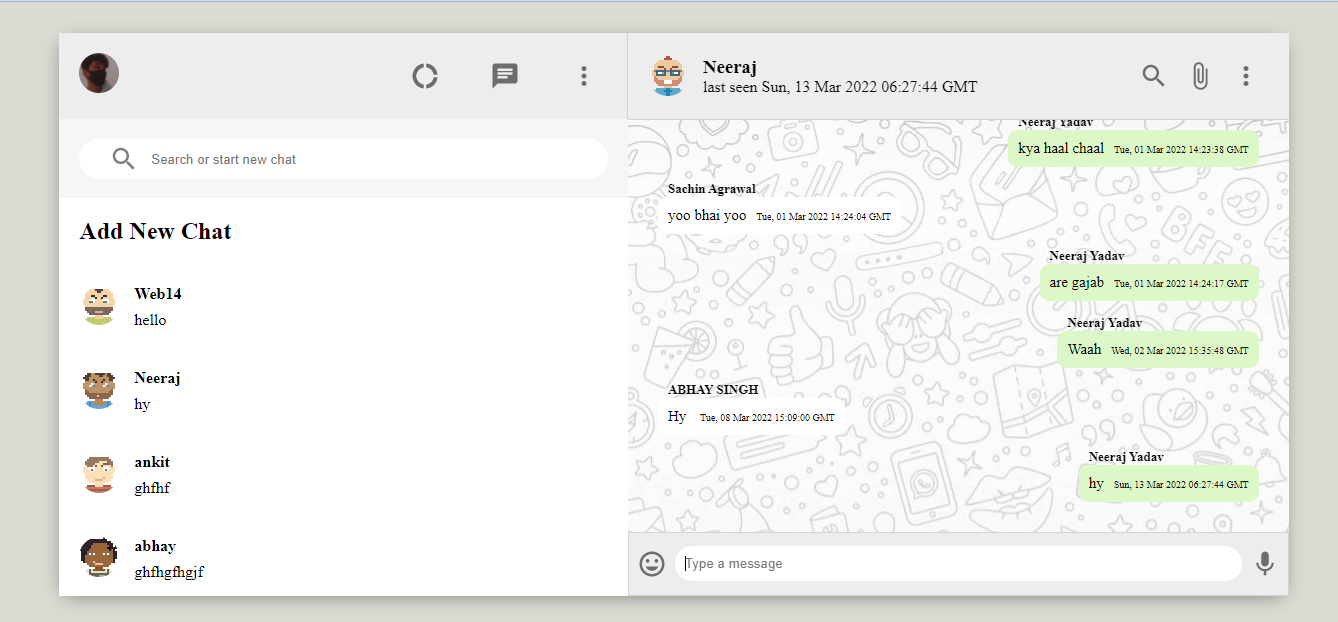 Neeraj
last seen Sun, 13 Mar 2022 06:27:44 GMT
Search or start new chat
Add New Chat
Web14
hello
Neeraj
hy
ankit
ghfhf
abhay
ghfhgfhgjf
Neeraj Yadav
kya haal chaal Tue, 01 Mar 2022 14:23:38 GMT
Sachin Agrawal
yoo bhai yoo Tue, 01 Mar 2022 14:24:04 GMT
BFF
Neeraj Yadav
are gajab Tue, 01 Mar 2022 14:24:17 GMT
Neeraj Yadav
Waah Wed, 02 Mar 2022 15:35:48 GMT
ABHAY SINGH
Hy Tue, 08 Mar 2022 15:09:00 GMT
Neeraj Yadav
hy Sun, 13 Mar 2022 06:27:44 GMT
Type a message